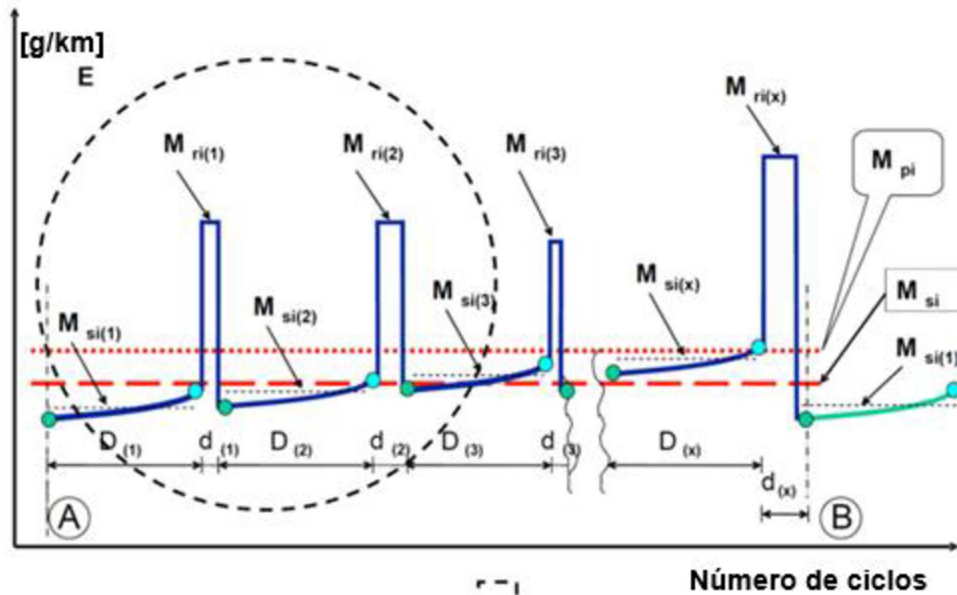 [g/km]
E
M ri(1)
M ri(2)
M ri(3)
M ri(x)
M pi
M si(1)
M si(2)
M si(3)
M si(x)
M si
M si(1)
D (1)
d (1)
D (2)
d (2)
D (3)
d (3)
D (x)
d (x)
A
B
Número de ciclos